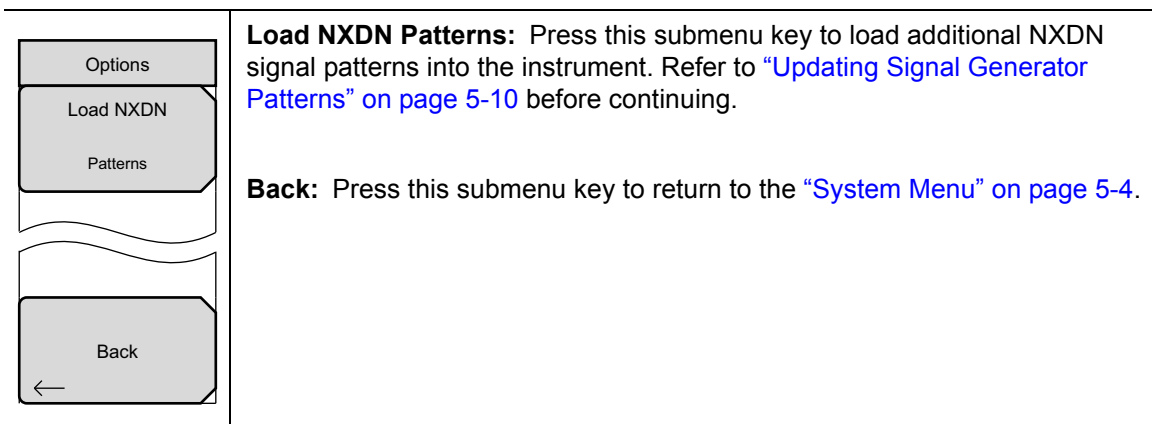 Options
Load NXDN
Patterns
Back
Load NXDN Patterns: Press this submenu key to load additional NXDN
signal patterns into the instrument. Refer to “Updating Signal Generator
Patterns” on page 5-10 before continuing.
Back: Press this submenu key to return to the “System Menu” on page 5-4.